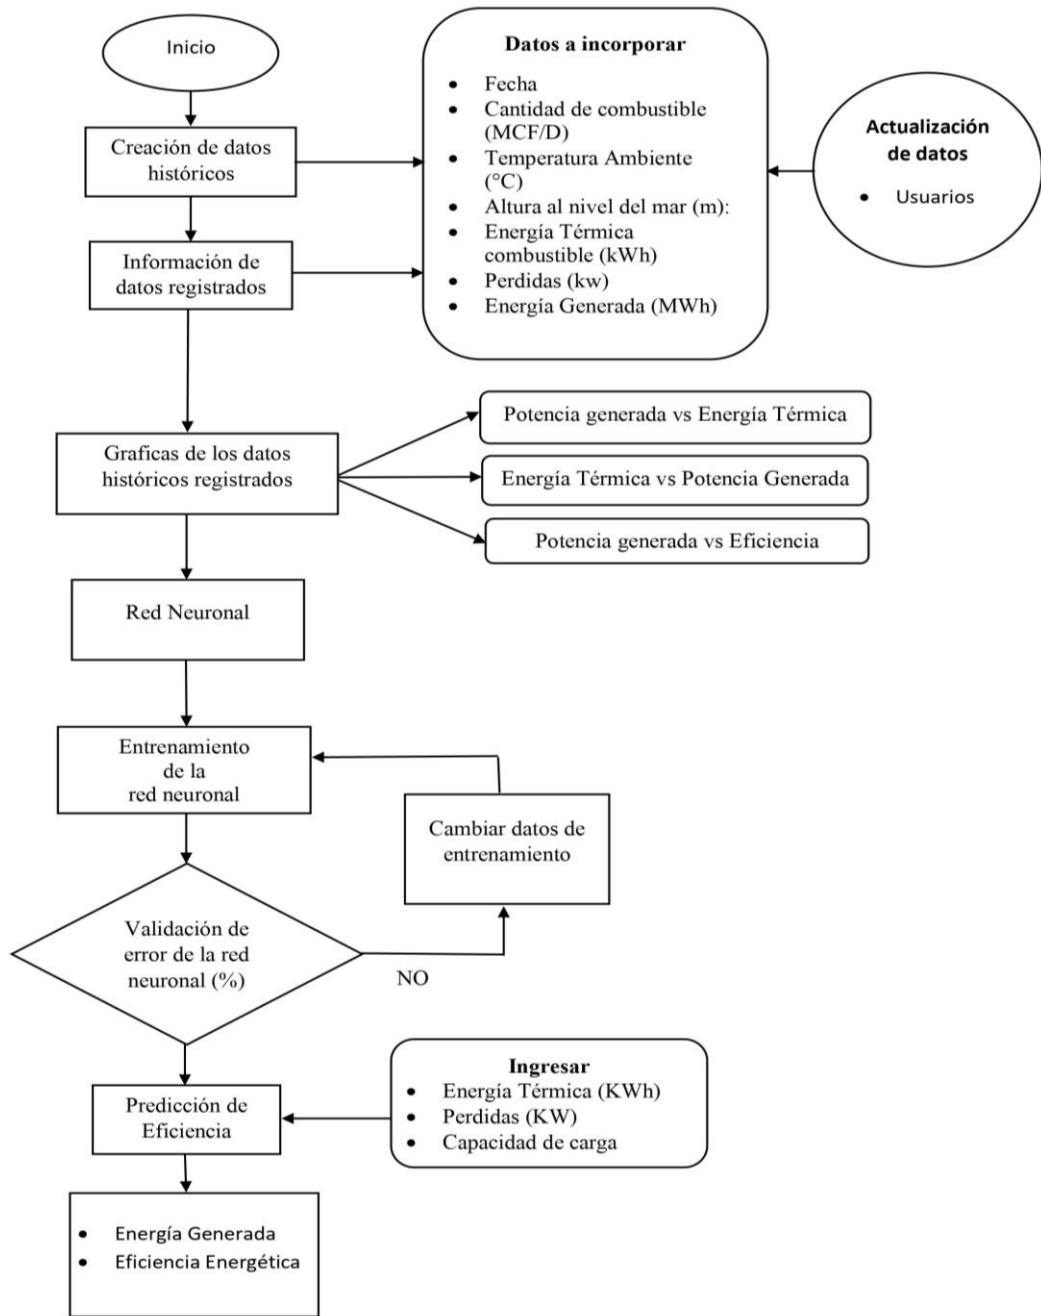 Inicio
Creación de datos
históricos
Información de
datos registrados
Datos a incorporar
• Fecha
• Cantidad de combustible
(MCF/D)
• Temperatura Ambiente
(°C)
• Altura al nivel del mar (m):
• Energía Térmica
combustible (kWh)
• Perdidas (kw)
• Energía Generada (MWh)
Actualización
de datos
• Usuarios
Graficas de los datos
históricos registrados
Potencia generada vs Energía Térmica
Energía Térmica vs Potencia Generada
Potencia generada vs Eficiencia
Red Neuronal
Entrenamiento
de la
red neuronal
Cambiar datos de
entrenamiento
Validación de
error de la red
neuronal (%)
NO
Ingresar
• Energía Térmica (KWh)
• Perdidas (KW)
• Capacidad de carga
Predicción de
Eficiencia
• Energía Generada
• Eficiencia Energética